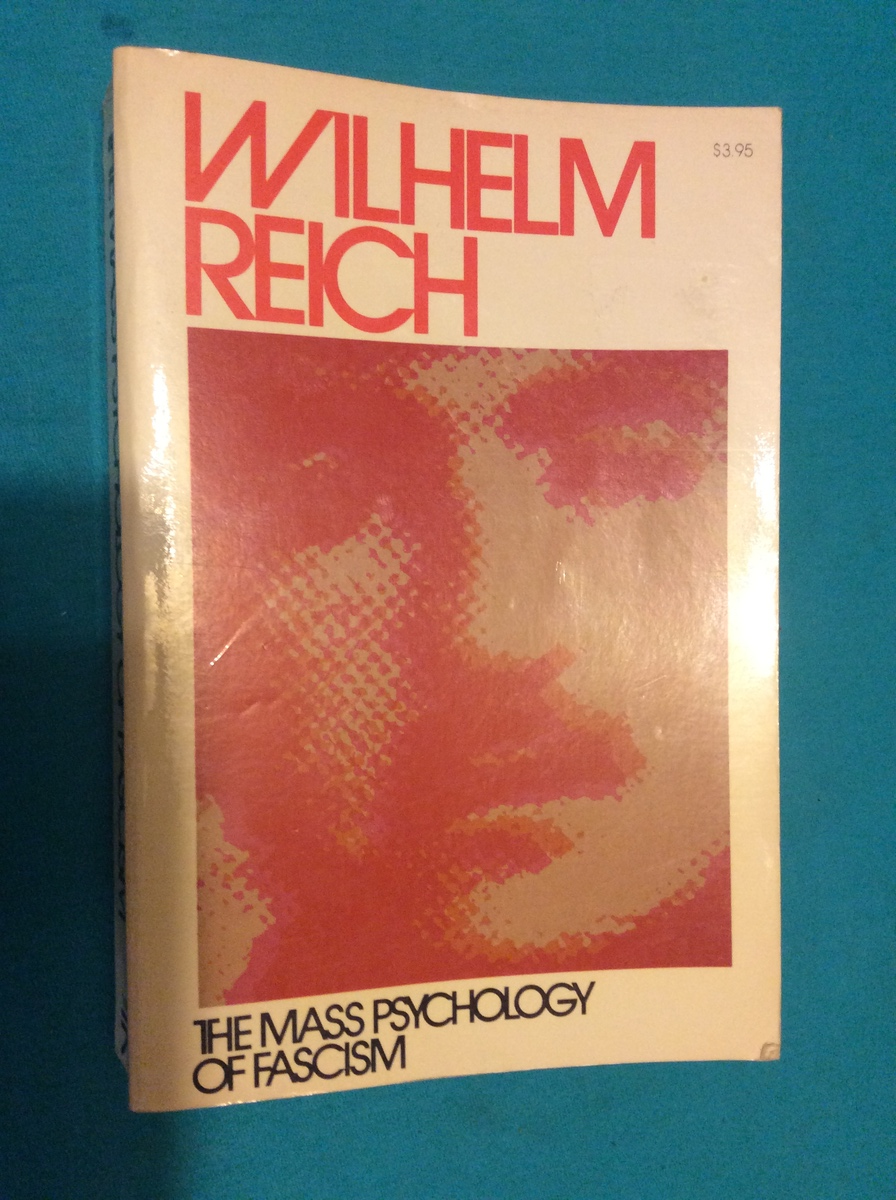 WILHELM
REICH
$3.95
THE MASS PSYCHOLOGY
OF FASCISM